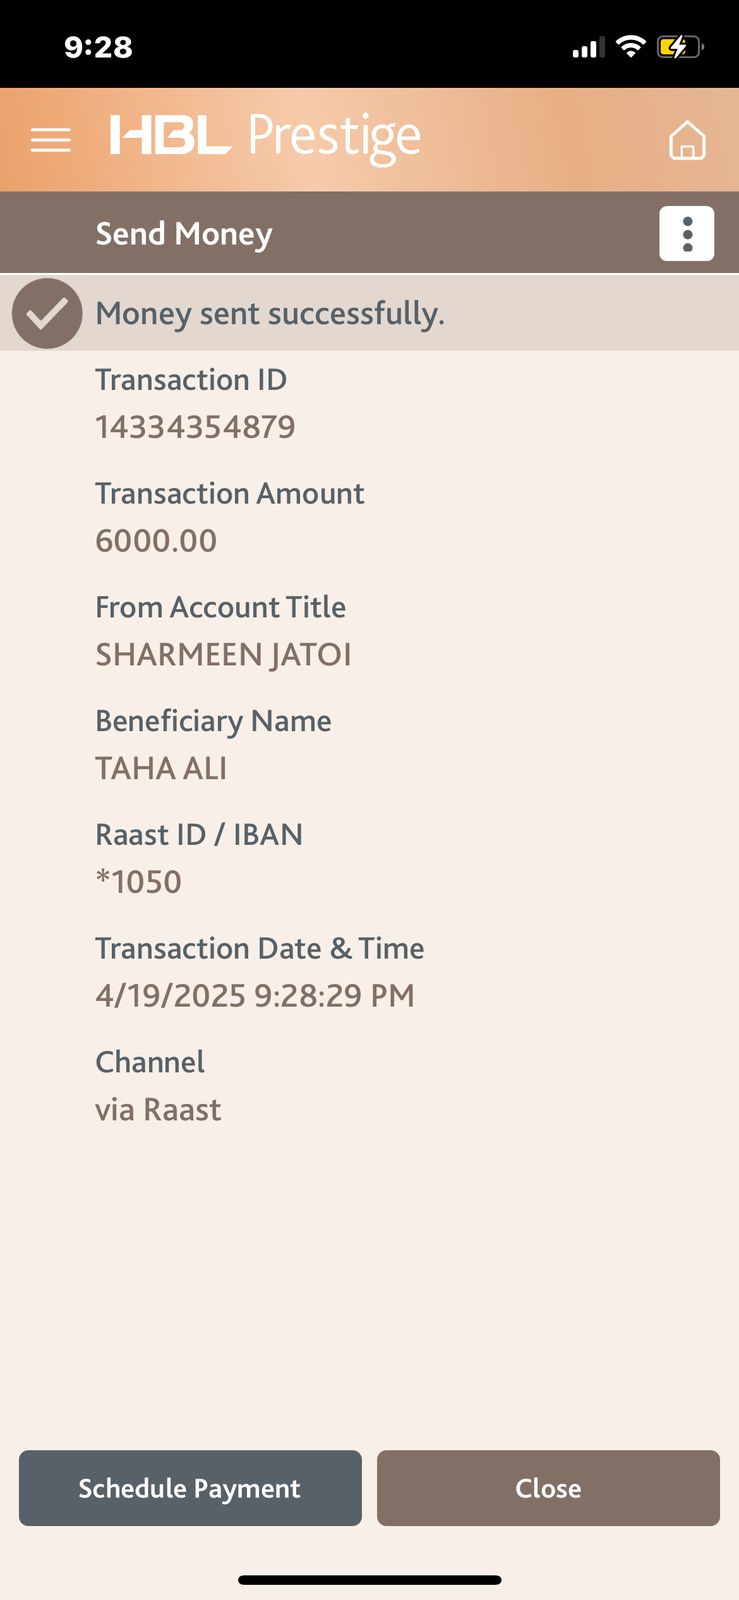 9:28
HBL Prestige
Send Money
Money sent successfully.
Transaction ID
14334354879
Transaction Amount
6000.00
From Account Title
SHARMEEN JATOI
Beneficiary Name
TAHA ALI
Raast ID / IBAN
*1050
Transaction Date & Time
4/19/2025 9:28:29 PM
Channel
via Raast
Schedule Payment
Close